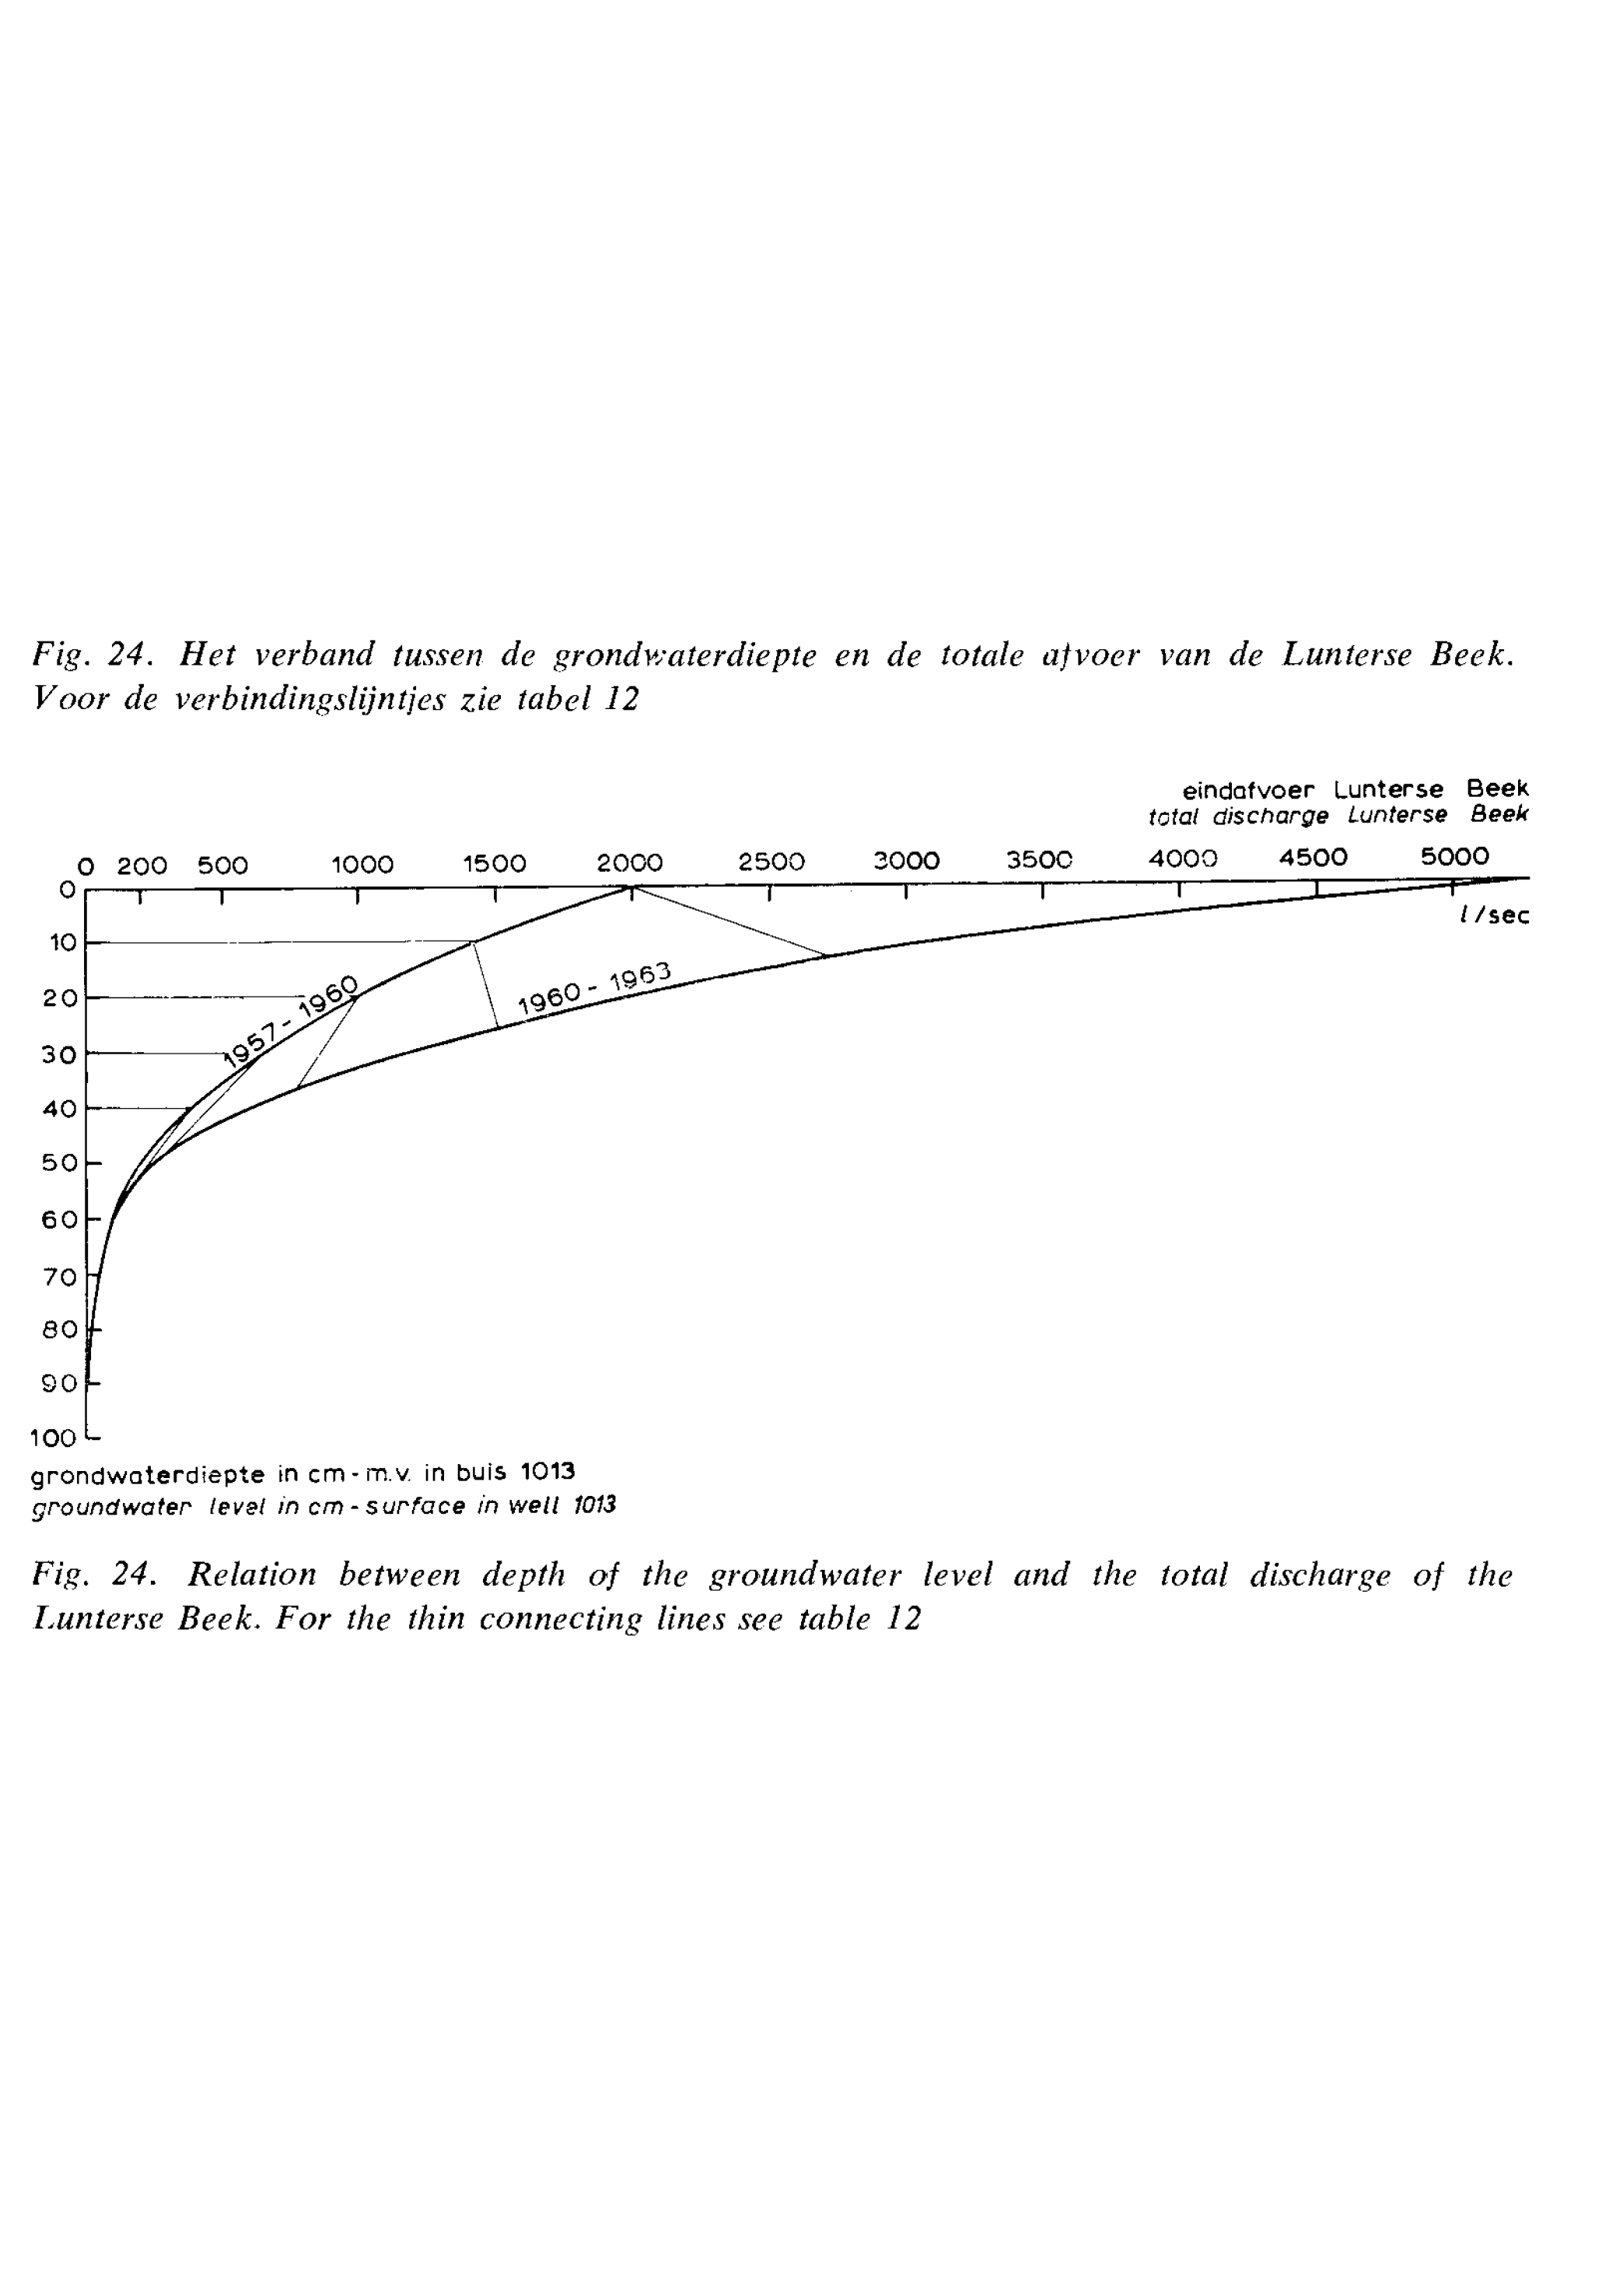 Fig. 24. Het verband tussen de grondwaterdiepte en de totale afvoer van de Lunterse Beek.
Voor de verbindingslijntjes zie tabel 12
eindafvoer Lunterse Beek
total discharge Lunterse Beek
0 200 500 1000 1500 2000 2500 3000 3500 4000 4500 5000
0
l/sec
10
20
30
40
50
60
70
80
90
100
1957 - 1960
1960 - 1963
grondwaterdiepte in cm - m.v. in buis 1013
groundwater level in cm - surface in well 1013
Fig. 24. Relation between depth of the groundwater level and the total discharge of the
Lunterse Beek. For the thin connecting lines see table 12